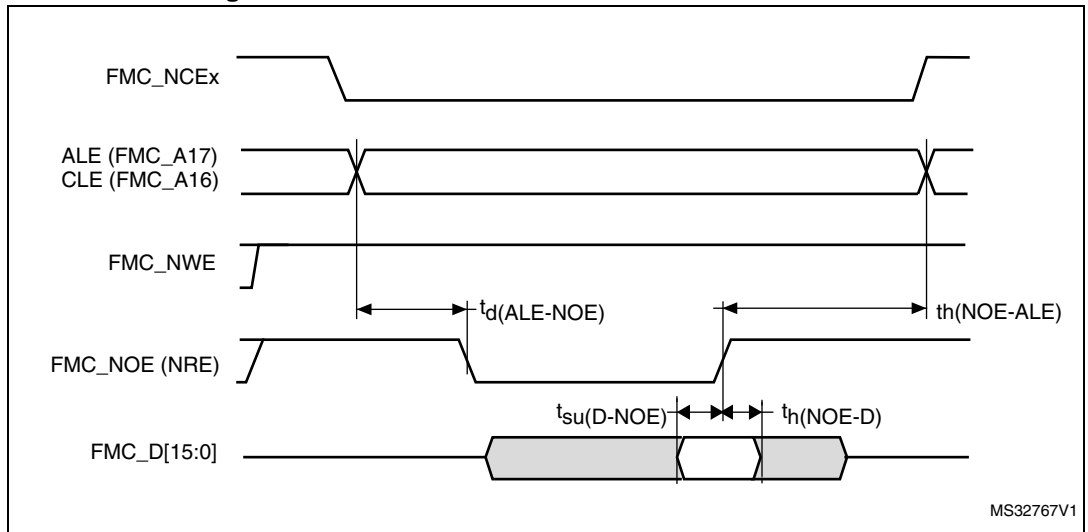 FMC_NCEx
ALE (FMC_A17)
CLE (FMC_A16)
FMC_NWE
td(ALE-NOE)
th(NOE-ALE)
FMC_NOE (NRE)
tsu(D-NOE)
th(NOE-D)
FMC_D[15:0]
MS32767V1